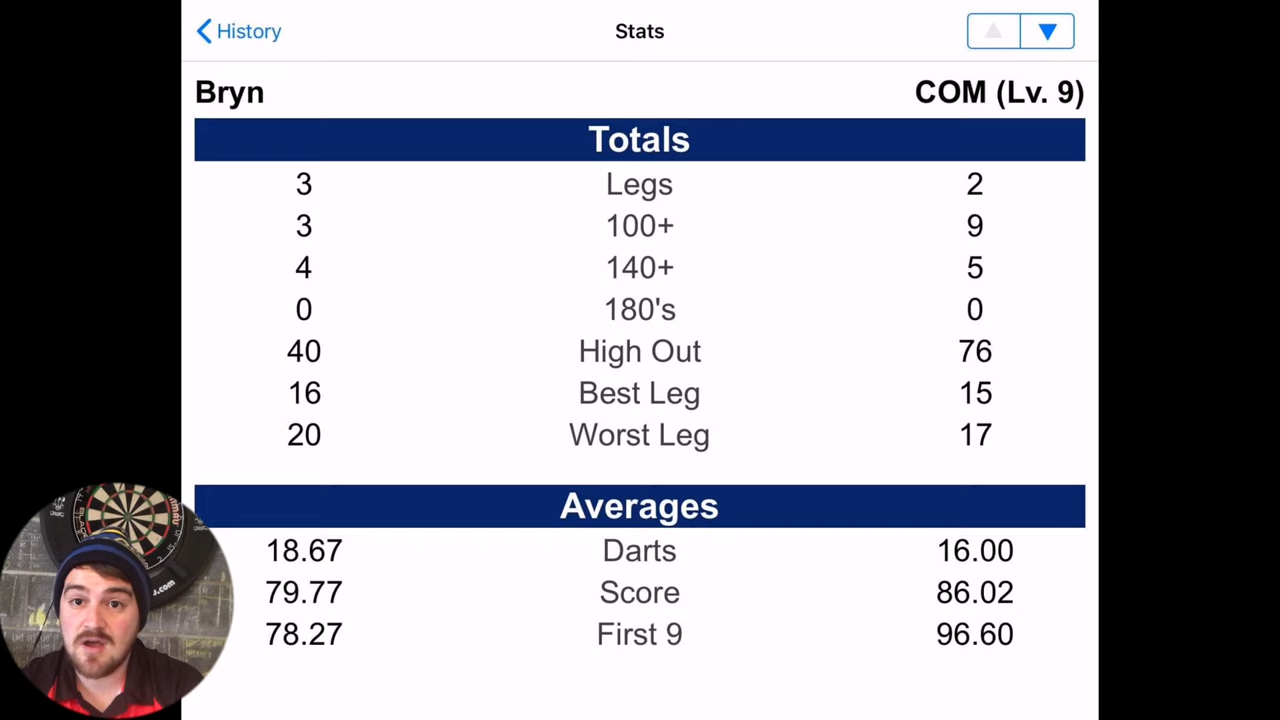 History
Stats
Bryn
COM (Lv. 9)
Totals
3 Legs 2
3 100+ 9
4 140+ 5
0 180's 0
40 High Out 76
16 Best Leg 15
20 Worst Leg 17
Averages
18.67 Darts 16.00
79.77 Score 86.02
78.27 First 9 96.60
s.com